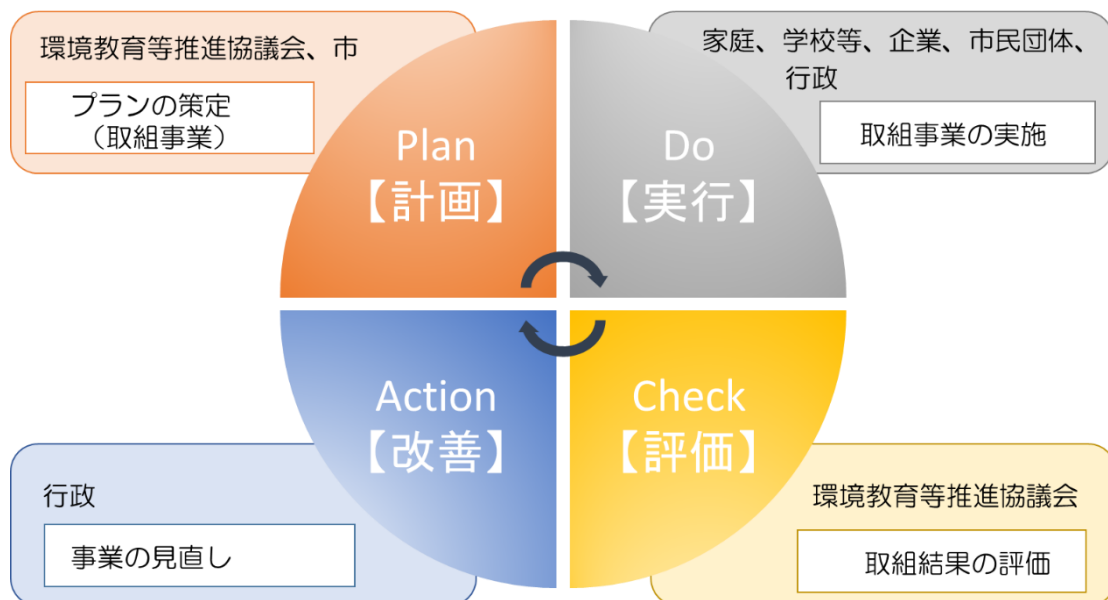 環境教育等推進協議会、市
プランの策定
（取組事業）
Plan
【計画】
家庭、学校等、企業、市民団体、
行政
取組事業の実施
Do
【実行】
Action
【改善】
行政
事業の見直し
Check
【評価】
環境教育等推進協議会
取組結果の評価